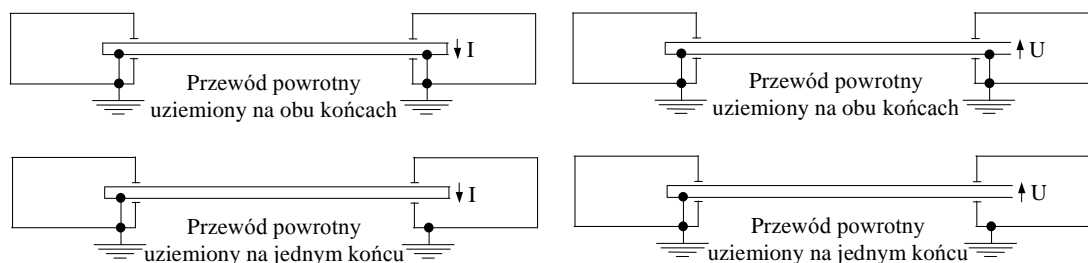 I
Przewód powrotny
uziemiony na obu końcach
U
Przewód powrotny
uziemiony na obu końcach
I
Przewód powrotny
uziemiony na jednym końcu
U
Przewód powrotny
uziemiony na jednym końcu